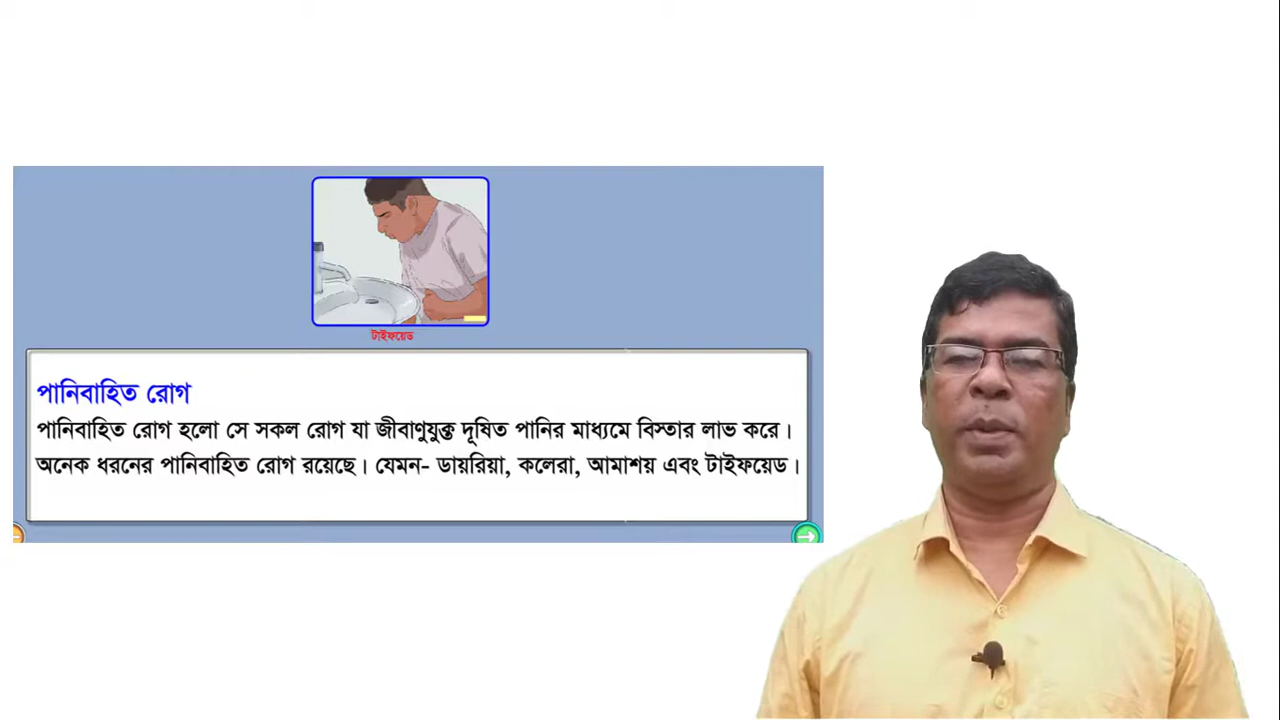 টাইফয়েড
পানিবাহিত রোগ
পানিবাহিত রোগ হলো সে সকল রোগ যা জীবাণুযুক্ত দূষিত পানির মাধ্যমে বিস্তার লাভ করে।
অনেক ধরনের পানিবাহিত রোগ রয়েছে। যেমন- ডায়রিয়া, কলেরা, আমাশয় এবং টাইফয়েড।